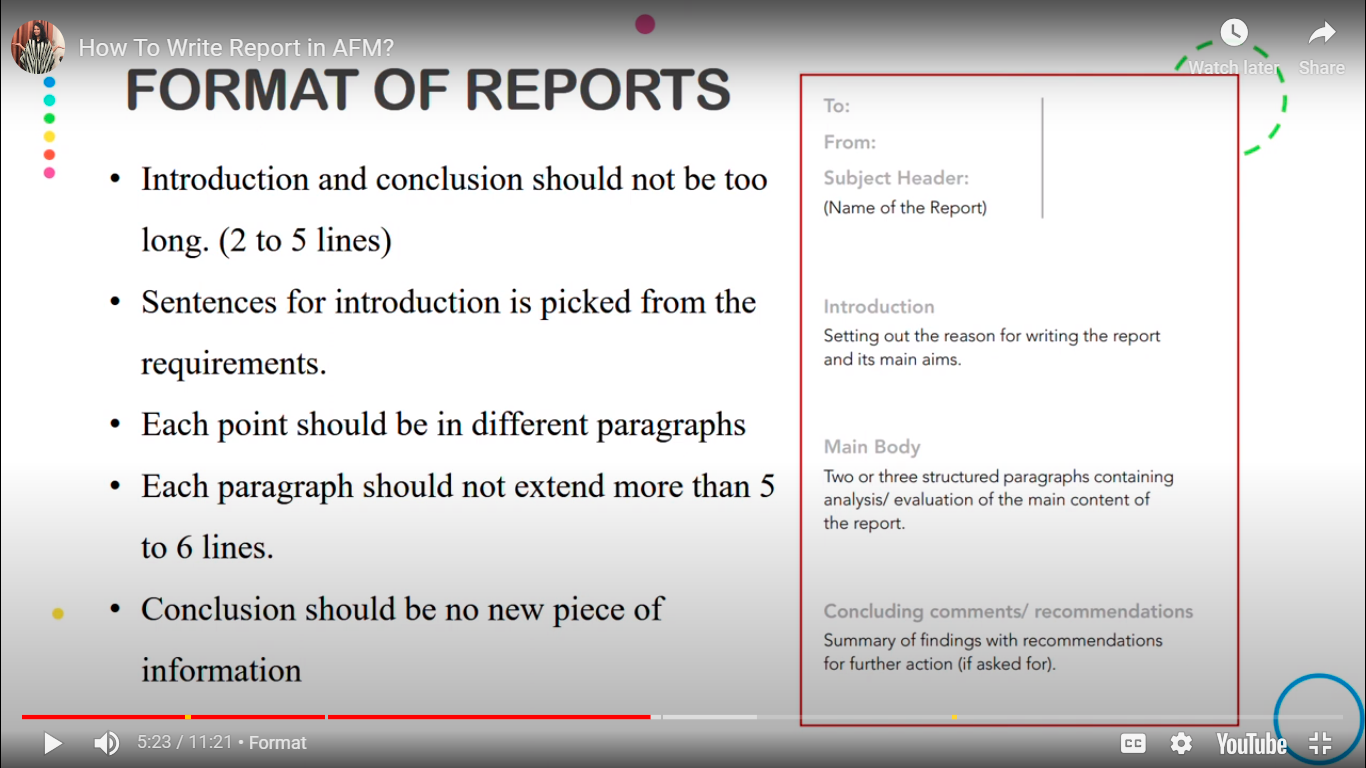 How To Write Report in AFM?
Watch later
Share
FORMAT OF REPORTS
• Introduction and conclusion should not be too
long. (2 to 5 lines)
• Sentences for introduction is picked from the
requirements.
• Each point should be in different paragraphs
• Each paragraph should not extend more than 5
to 6 lines.
• Conclusion should be no new piece of
information
To:
From:
Subject Header:
(Name of the Report)
Introduction
Setting out the reason for writing the report
and its main aims.
Main Body
Two or three structured paragraphs containing
analysis/ evaluation of the main content of
the report.
Concluding comments/ recommendations
Summary of findings with recommendations
for further action (if asked for).
5:23 / 11:21 • Format
CC
YouTube